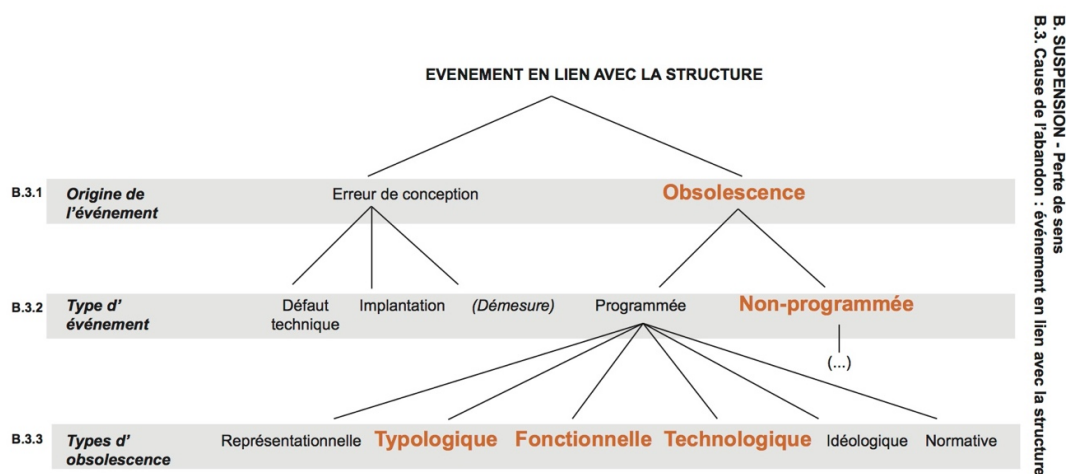 EVENEMENT EN LIEN AVEC LA STRUCTURE
B.3.1
Origine de
l'événement
Erreur de conception
Obsolescence
B.3.2
Type d'
événement
Défaut
technique
Implantation
(Démesure)
Programmée
Non-programmée
(...)
B.3.3
Types d'
obsolescence
Représentationnelle
Typologique
Fonctionnelle
Technologique
Idéologique
Normative
B. SUSPENSION - Perte de sens
B.3. Cause de l'abandon : événement en lien avec la structure